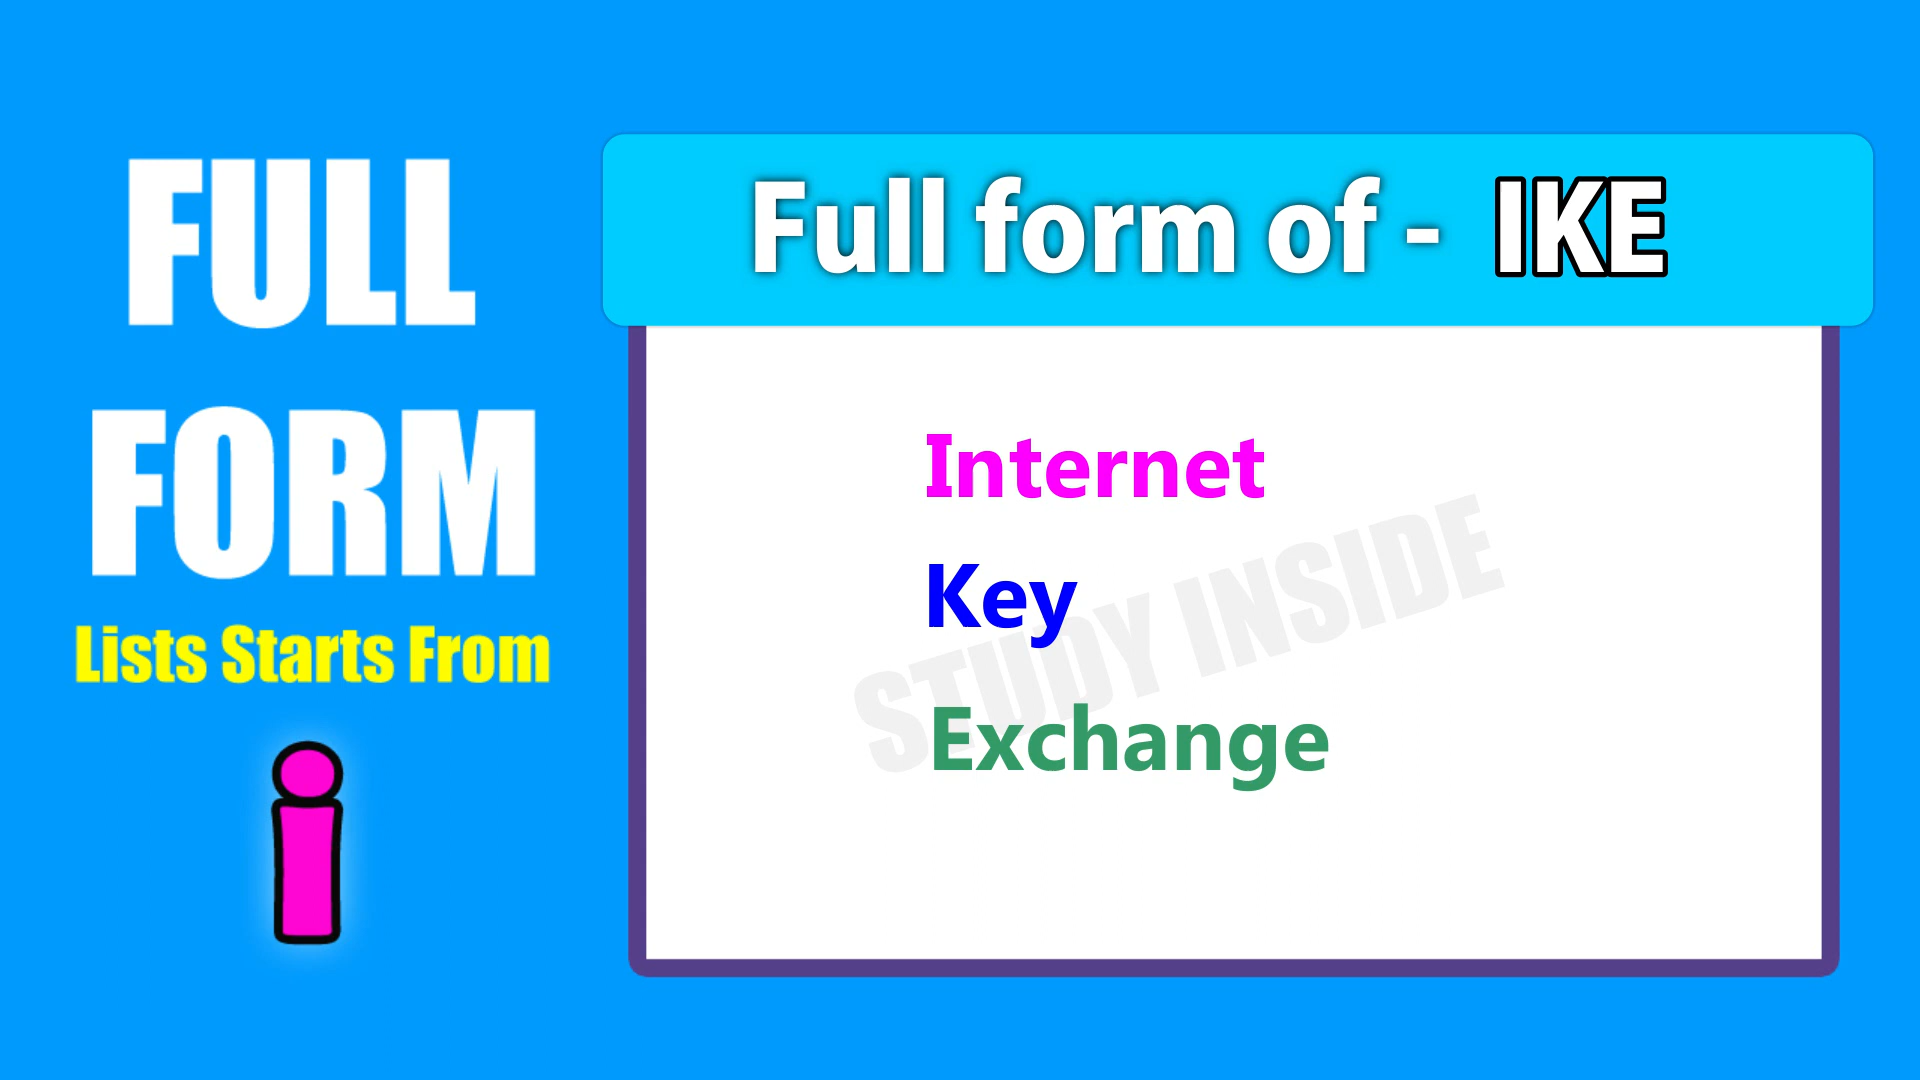 FULL
FORM
Lists Starts From
i
Full form of - IKE
Internet
Key
Exchange
STUDY INSIDE